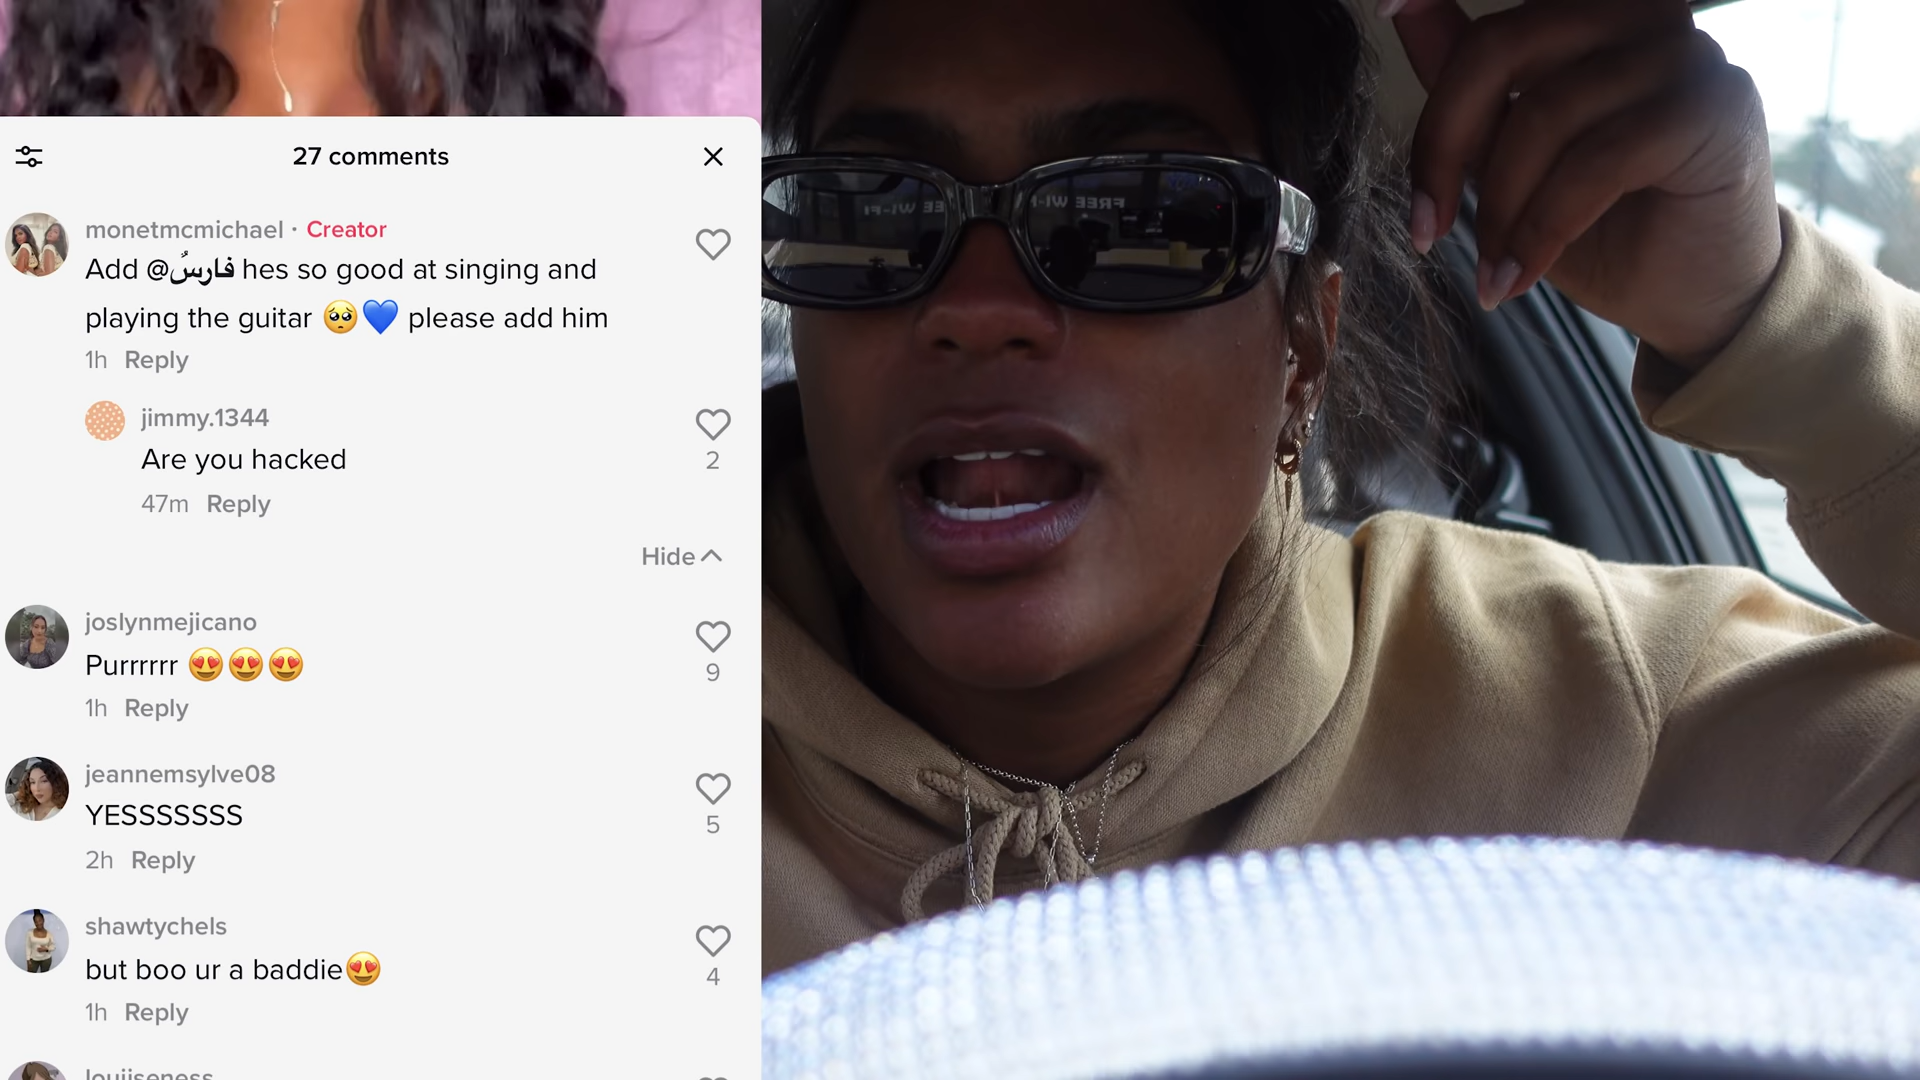 27 comments
monetmcmichael · Creator
Add @فارسٌ hes so good at singing and
playing the guitar 🥺💙 please add him
1h Reply
jimmy.1344
Are you hacked
2
47m Reply
Hide
joslynmejicano
Purrrrrr 😍😍😍
9
1h Reply
jeannemsylve08
YESSSSSSS
5
2h Reply
shawtychels
but boo ur a baddie😍
4
1h Reply
FREE WI-FI